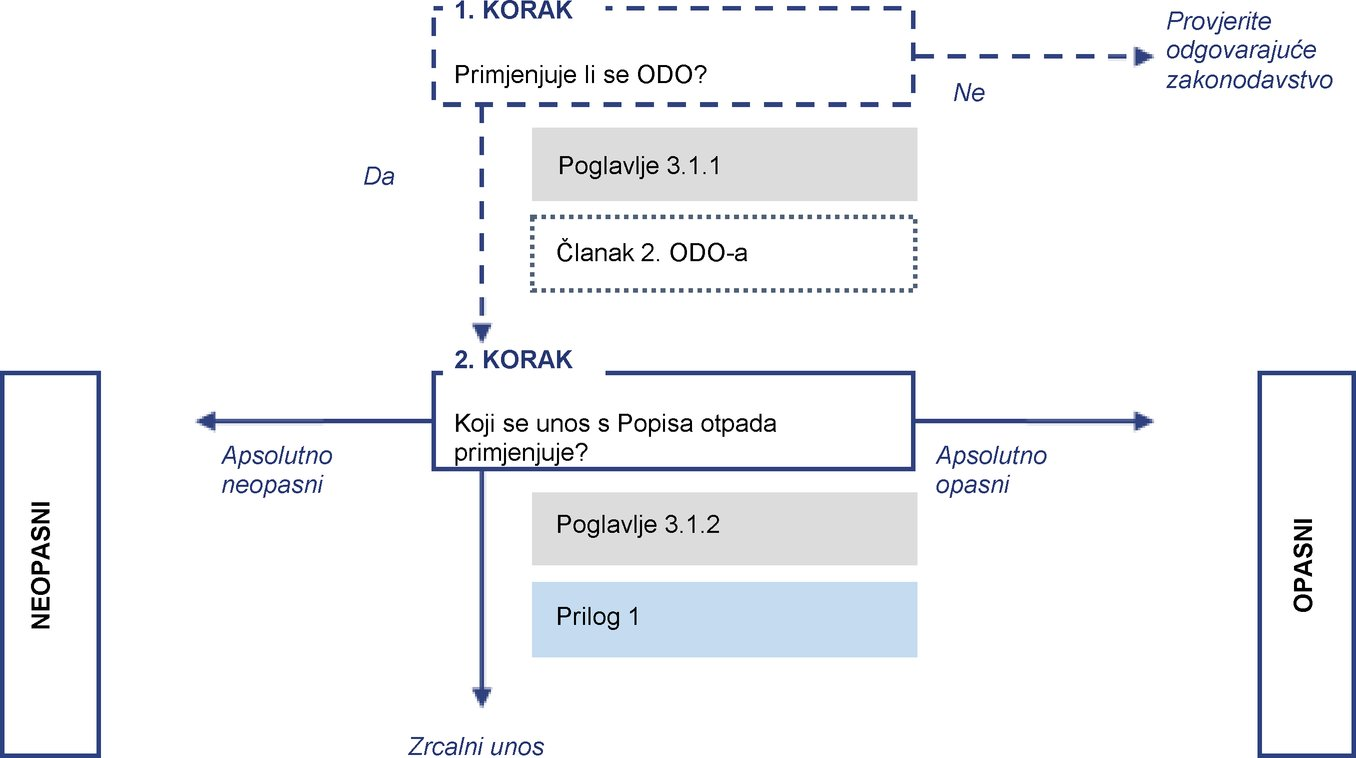 1. KORAK
Primjenjuje li se ODO?
Provjerite
odgovarajuće
zakonodavstvo
Ne
Da
Poglavlje 3.1.1
Članak 2. ODO-a
2. KORAK
Koji se unos s Popisa otpada
primjenjuje?
Apsolutno
neopasni
Apsolutno
opasni
NEOPASNI
OPASNI
Poglavlje 3.1.2
Prilog 1
Zrcalni unos